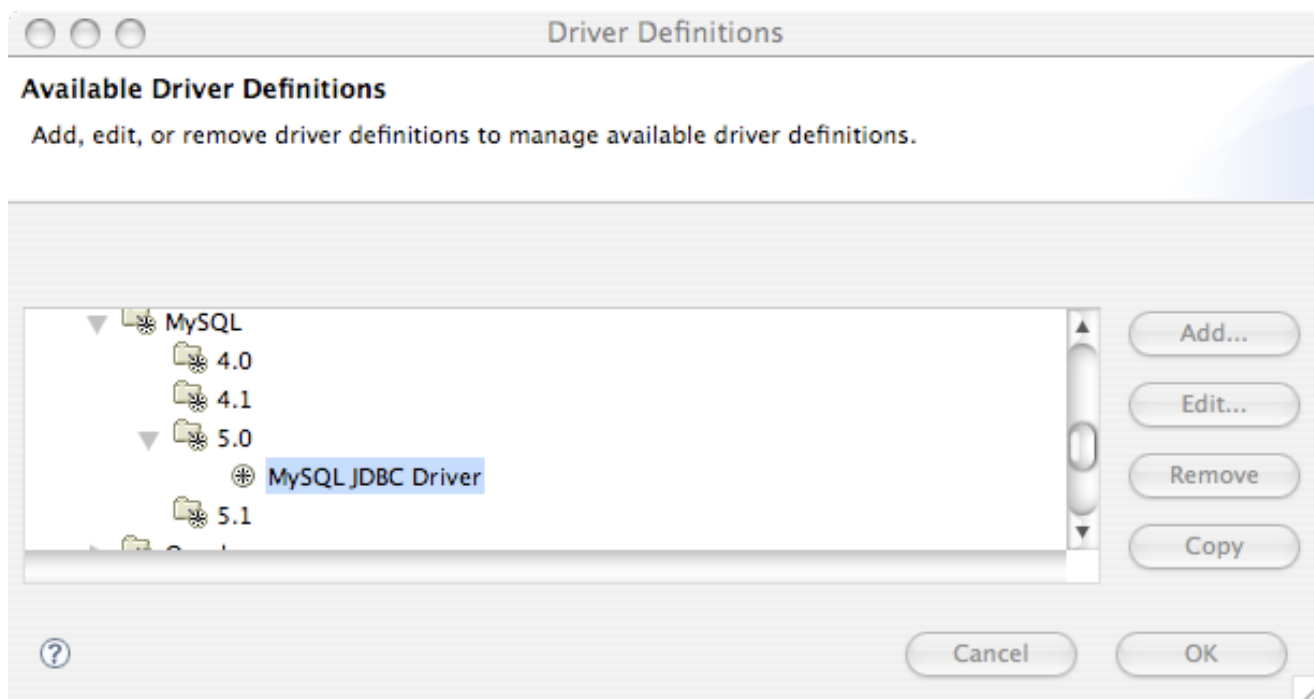 Driver Definitions
Available Driver Definitions
Add, edit, or remove driver definitions to manage available driver definitions.
MySQL
4.0
4.1
5.0
MySQL JDBC Driver
5.1
Add...
Edit...
Remove
Copy
?
Cancel
OK